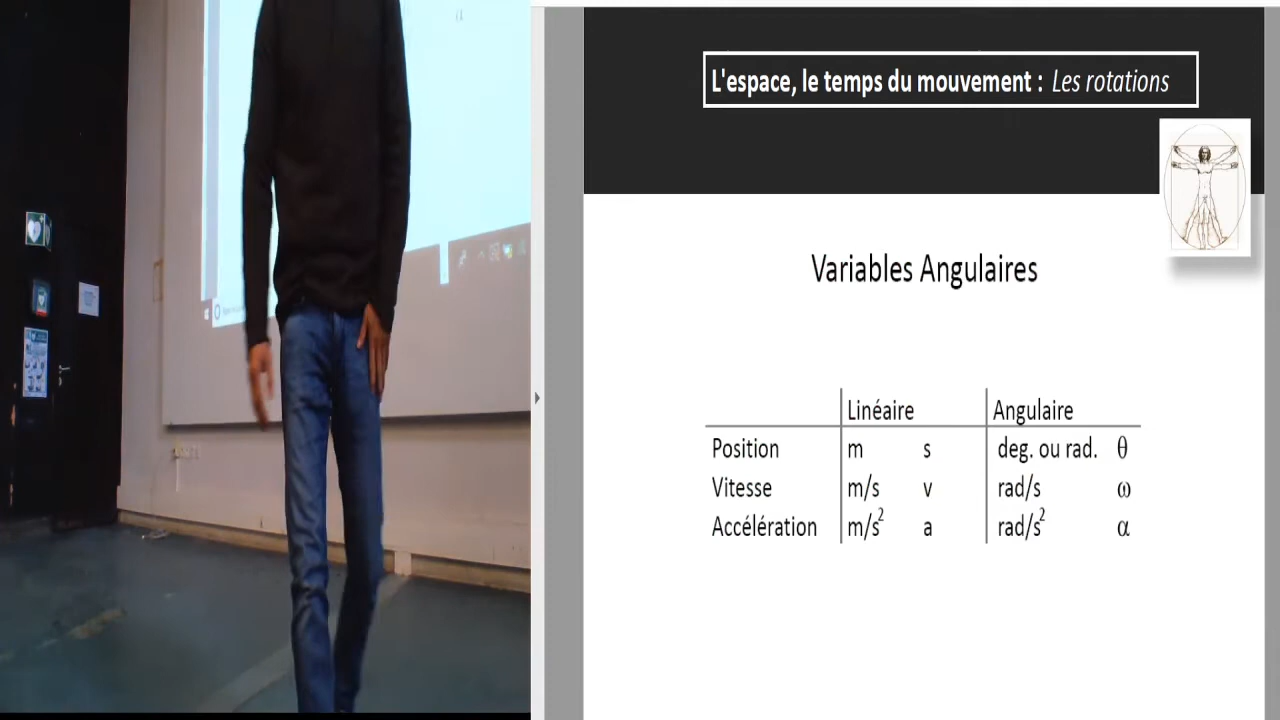 L'espace, le temps du mouvement : Les rotations
Variables Angulaires
Linéaire Angulaire
Position m s deg. ou rad. θ
Vitesse m/s v rad/s ω
Accélération m/s² a rad/s² α